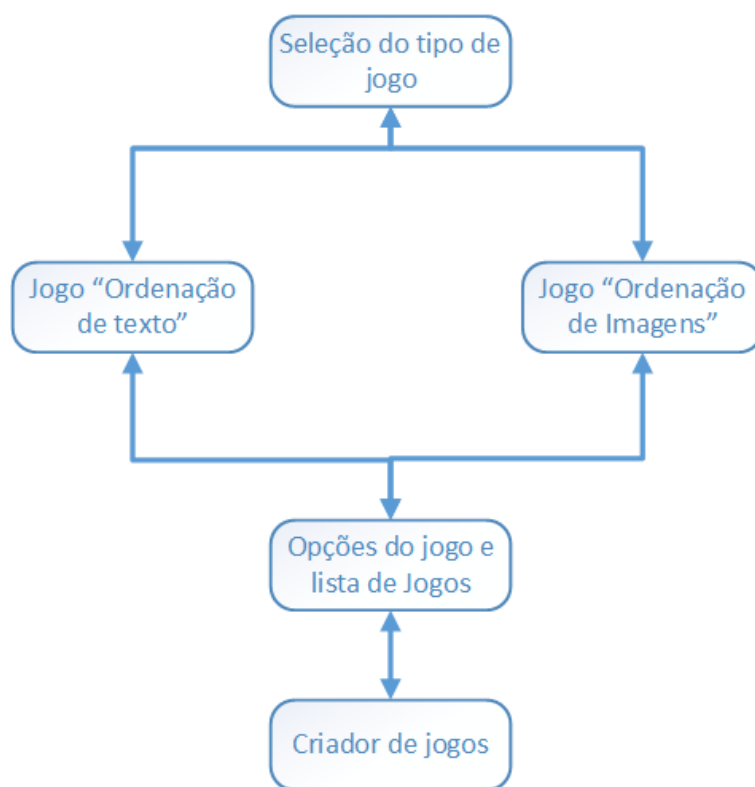 Seleção do tipo de
jogo
Jogo “Ordenação
de texto”
Jogo “Ordenação
de Imagens”
Opções do jogo e
lista de Jogos
Criador de jogos